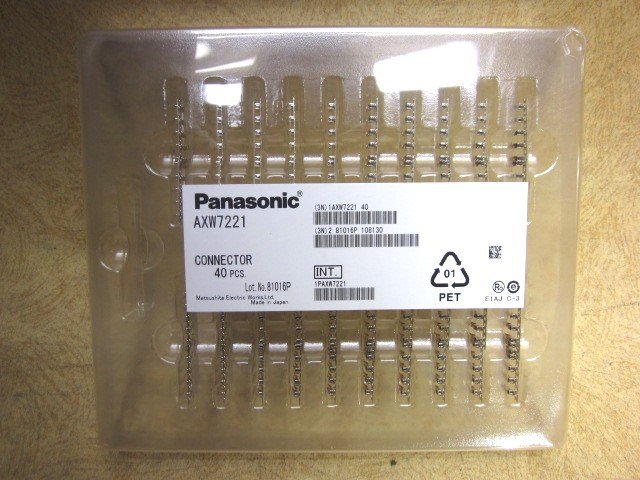 Panasonic®
AXW7221
CONNECTOR
40 PCS.
Lot.No.81016P
Matsushita Electric Works,Ltd.
Made in Japan
(3N)1AXW7221 40
(3N)2 81016P 108130
INT.
1PAXW7221
01
PET
EIAJ C-3